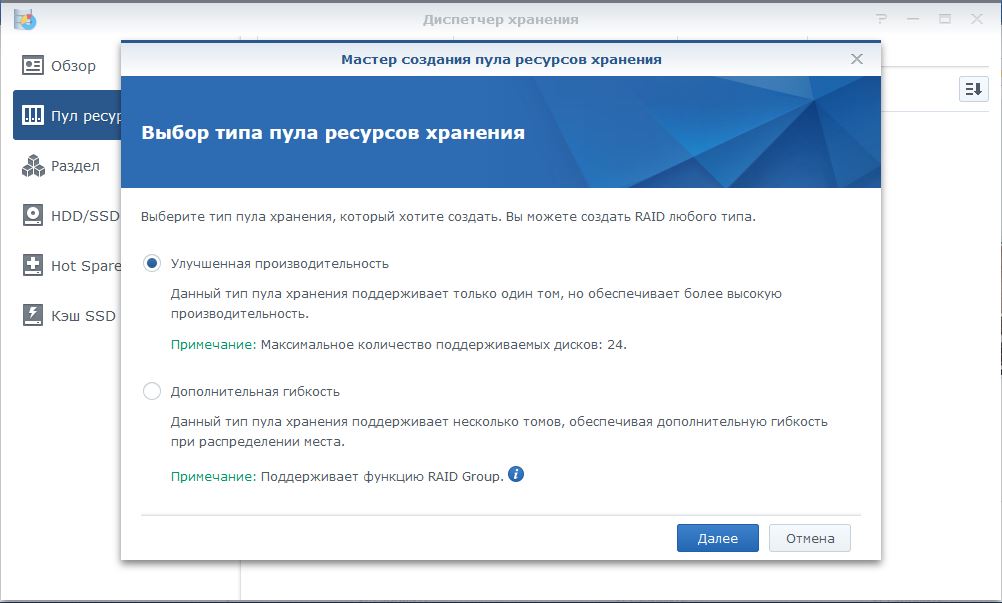 Диспетчер хранения
Обзор
Пул ресур
Раздел
HDD/SSD
Hot Spare
Кэш SSD
Мастер создания пула ресурсов хранения
Выбор типа пула ресурсов хранения
Выберите тип пула хранения, который хотите создать. Вы можете создать RAID любого типа.
Улучшенная производительность
Данный тип пула хранения поддерживает только один том, но обеспечивает более высокую
производительность.
Примечание: Максимальное количество поддерживаемых дисков: 24.
Дополнительная гибкость
Данный тип пула хранения поддерживает несколько томов, обеспечивая дополнительную гибкость
при распределении места.
Примечание: Поддерживает функцию RAID Group.
Далее
Отмена